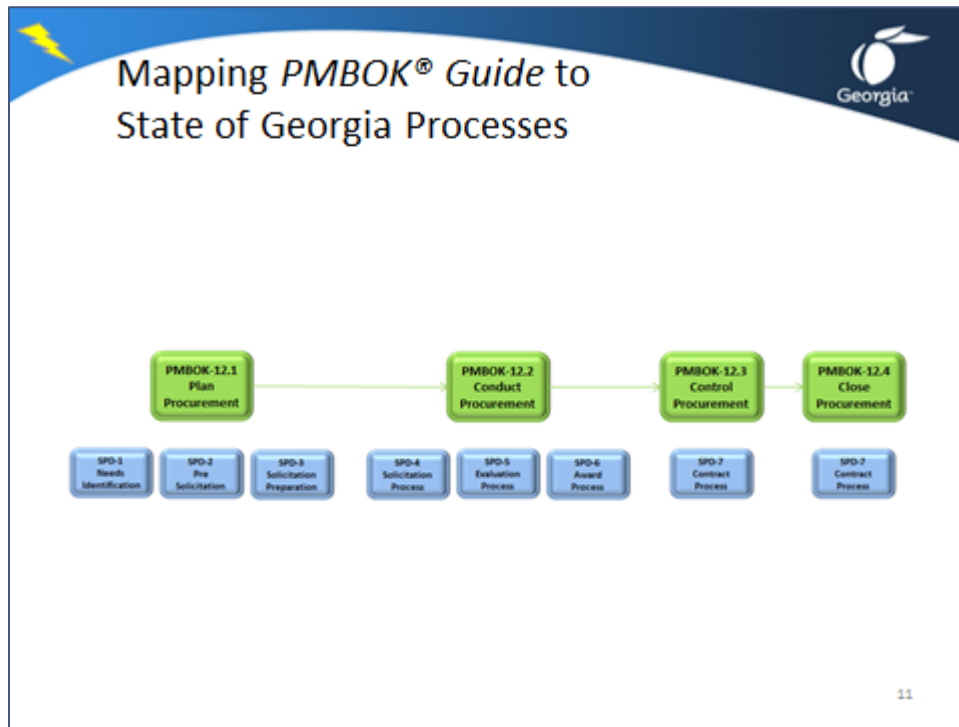 Mapping PMBOK® Guide to
State of Georgia Processes
Georgia
PMBOK-12.1
Plan
Procurement
PMBOK-12.2
Conduct
Procurement
PMBOK-12.3
Control
Procurement
PMBOK-12.4
Close
Procurement
SPD-1
Needs
Identification
SPD-2
Pre
Solicitation
SPD-3
Solicitation
Preparation
SPD-4
Solicitation
Process
SPD-5
Evaluation
Process
SPD-6
Award
Process
SPD-7
Contract
Process
SPD-7
Contract
Process
11